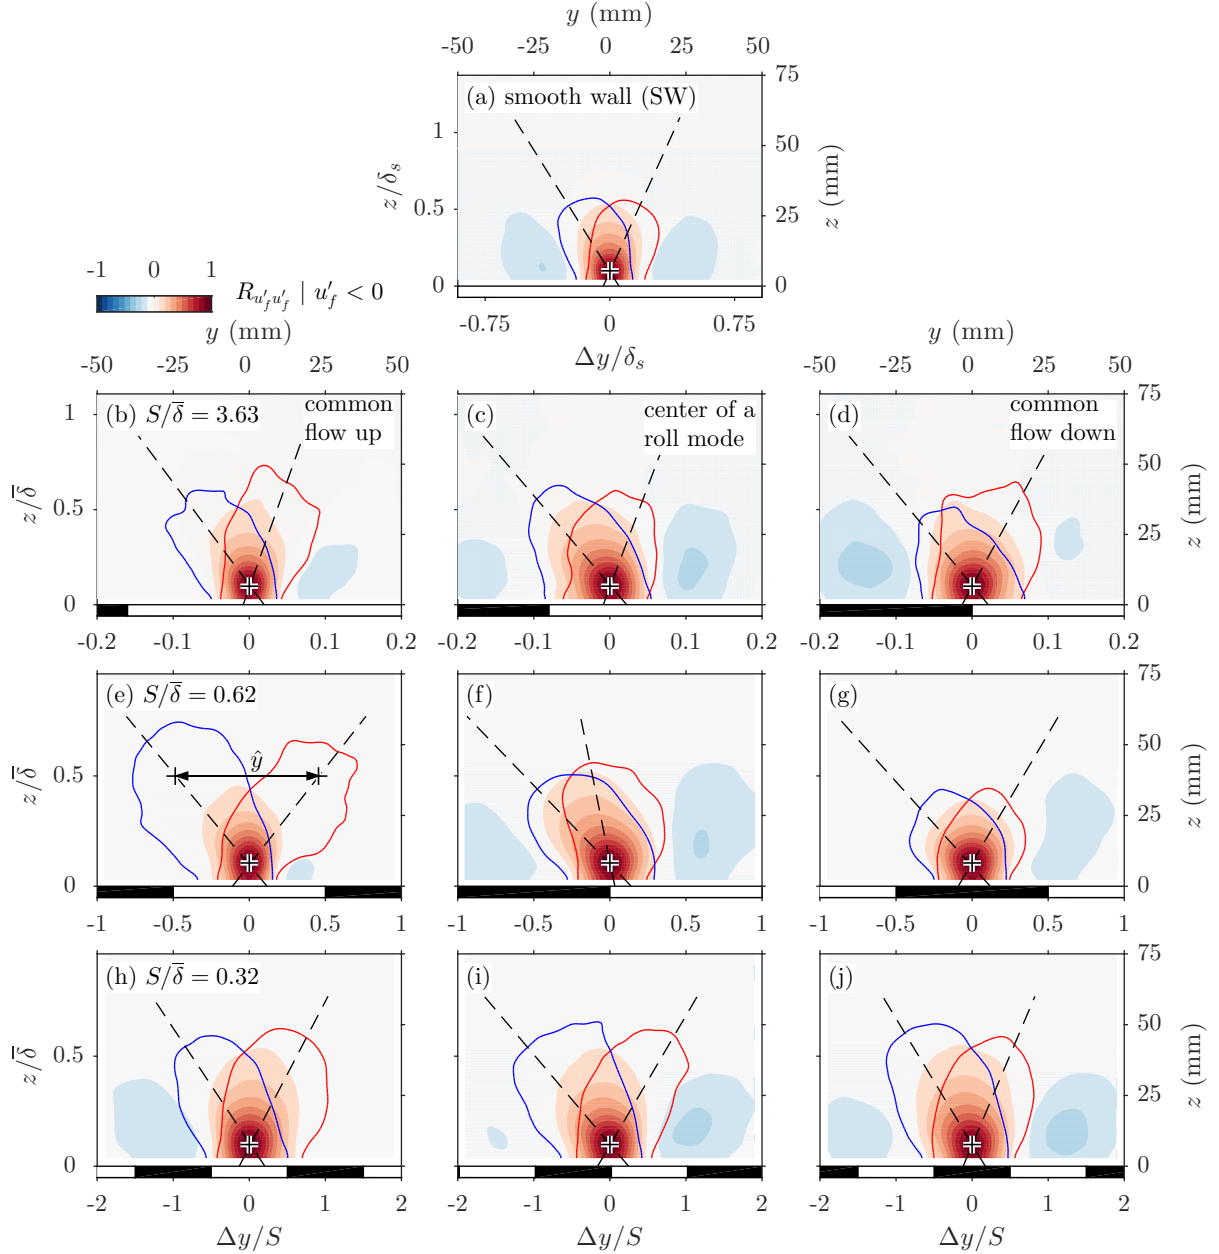 y (mm)
-50 -25 0 25 50
(a) smooth wall (SW)
75
50
25
0
z (mm)
1
0.5
0
z/δ_s
-0.75 0 0.75
Δy/δ_s
-1 0 1
R_{u'_f u'_f} | u'_f < 0
y (mm)
-50 -25 0 25 50
y (mm)
-50 -25 0 25 50
(b) S/δ̅ = 3.63
common
flow up
(c)
center of a
roll mode
(d)
common
flow down
1
0.5
0
z/δ̅
75
50
25
0
z (mm)
-0.2 -0.1 0 0.1 0.2
-0.2 -0.1 0 0.1 0.2
-0.2 -0.1 0 0.1 0.2
(e) S/δ̅ = 0.62
ŷ
(f)
(g)
0.5
0
z/δ̅
75
50
25
0
z (mm)
-1 -0.5 0 0.5 1
-1 -0.5 0 0.5 1
-1 -0.5 0 0.5 1
(h) S/δ̅ = 0.32
(i)
(j)
0.5
0
z/δ̅
75
50
25
0
z (mm)
-2 -1 0 1 2
-2 -1 0 1 2
-2 -1 0 1 2
Δy/S
Δy/S
Δy/S